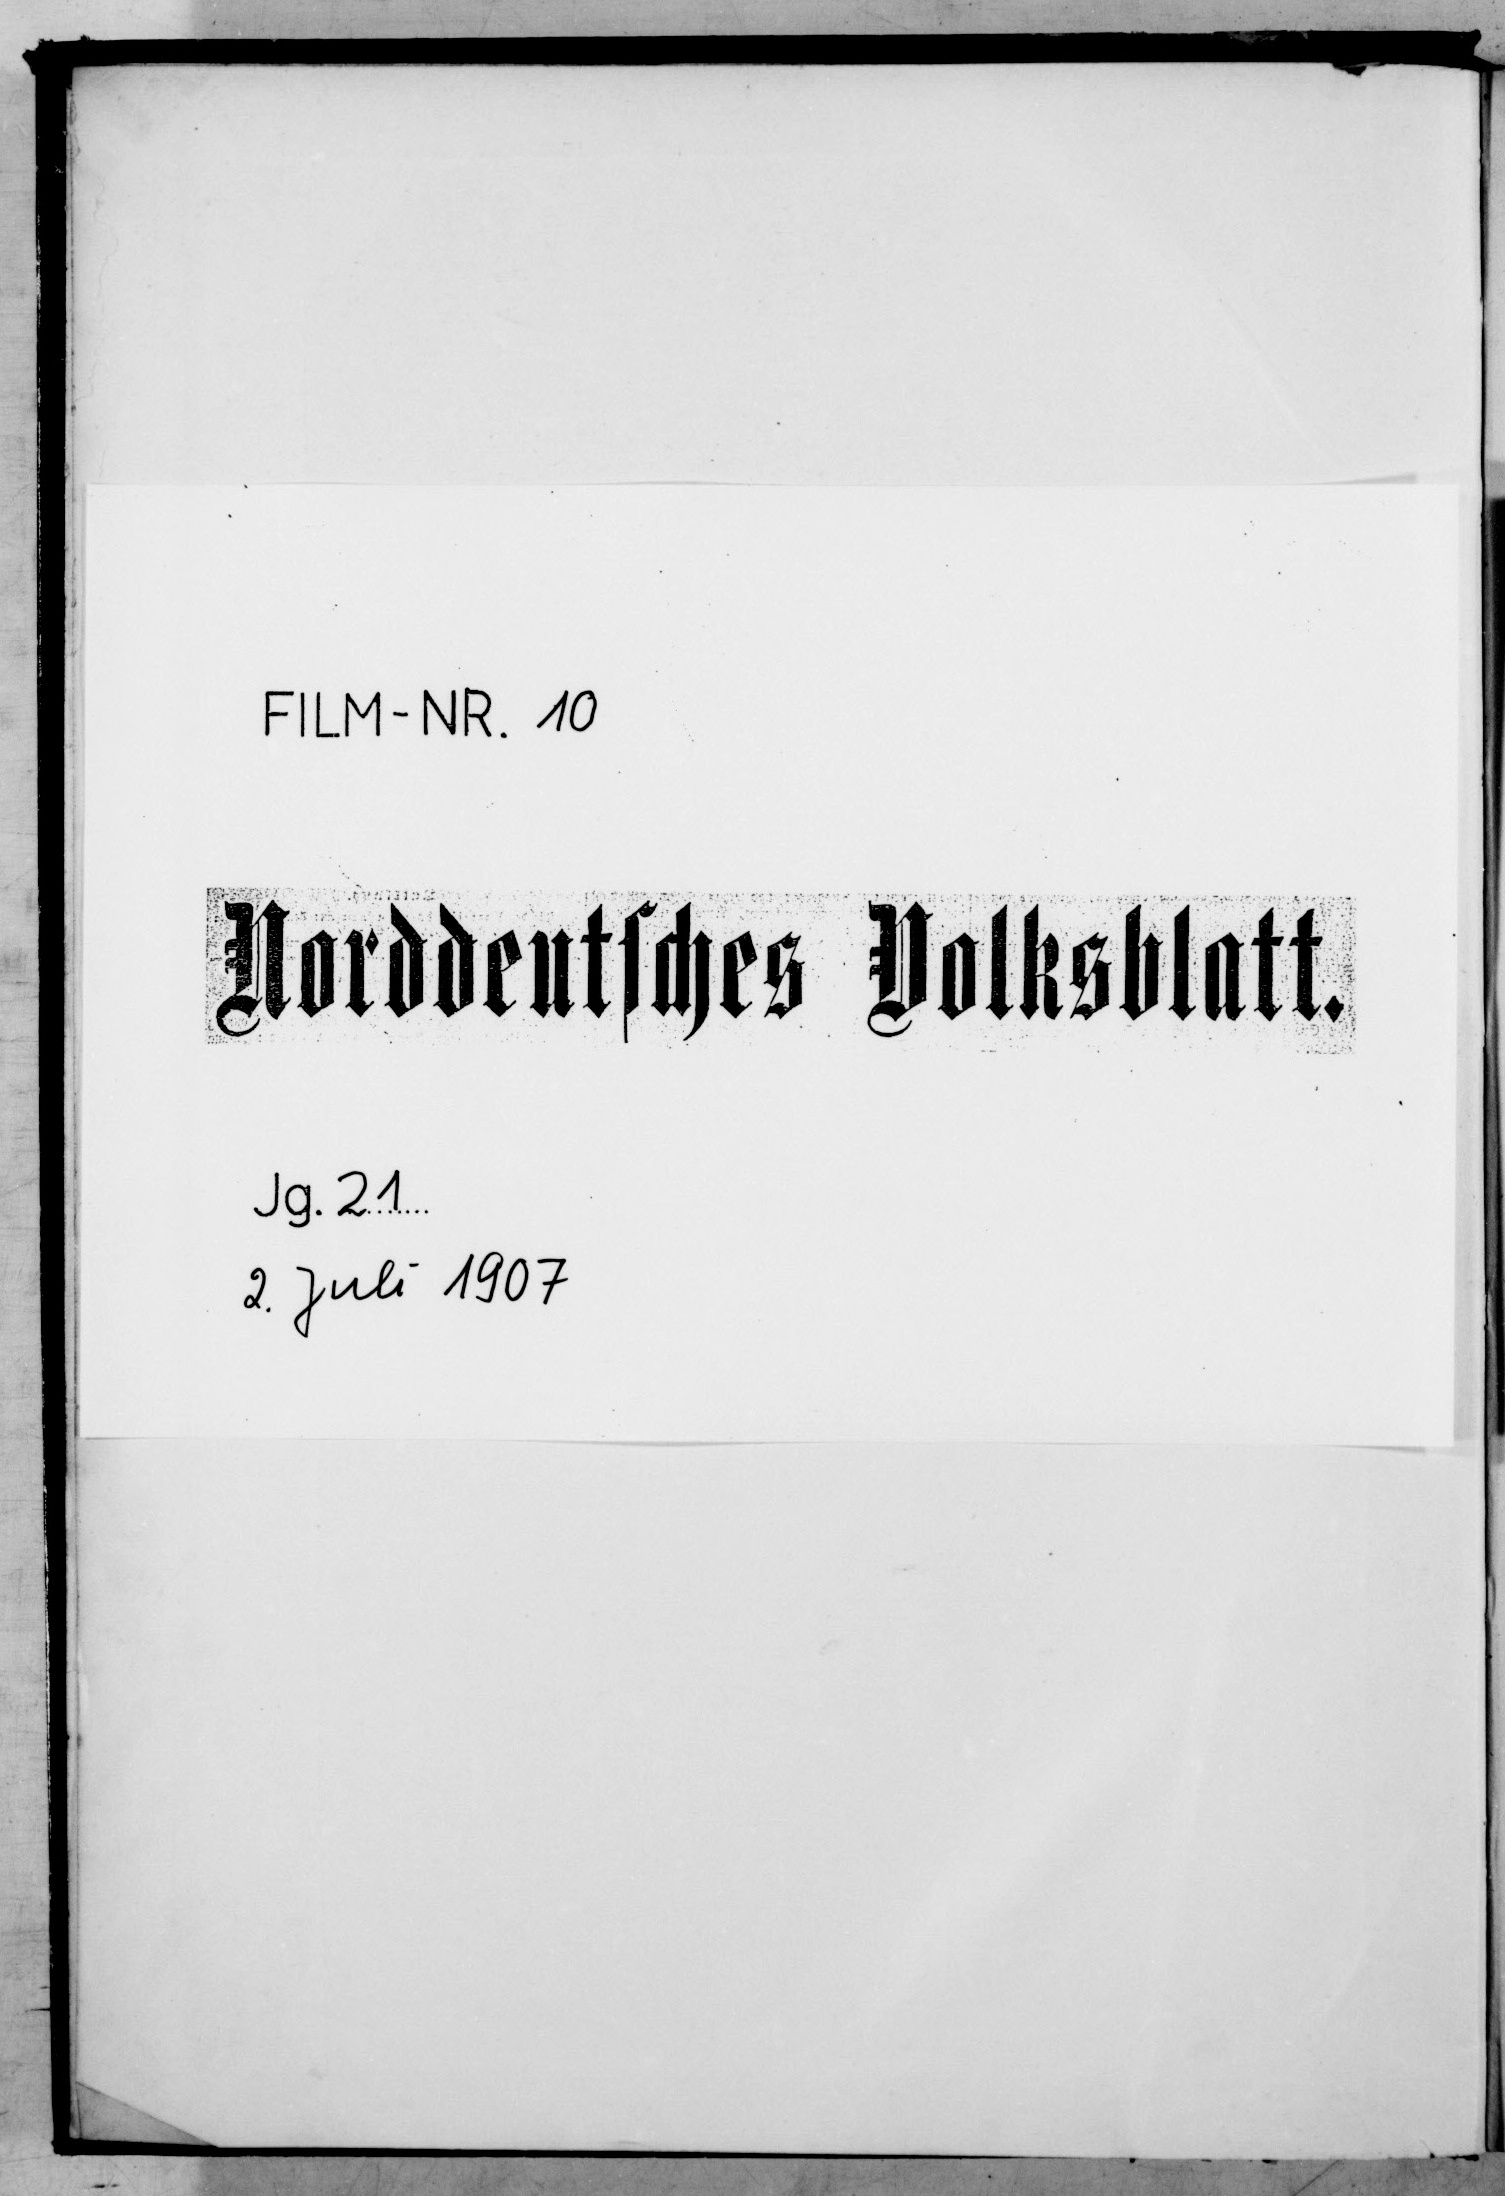 FILM-NR. 10
Norddeutſches Volksblatt.
Jg. 21
2. Juli 1907